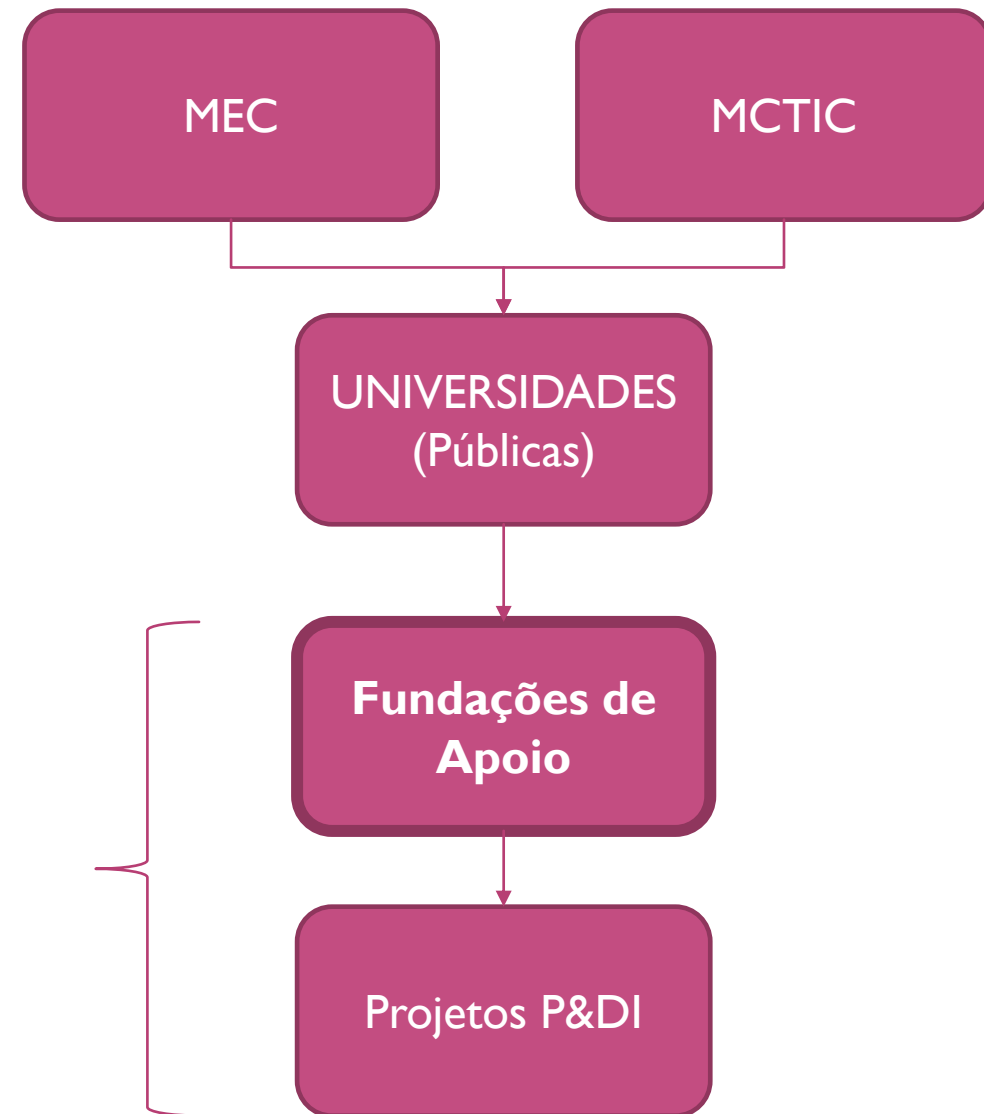 MEC
MCTIC
UNIVERSIDADES
(Públicas)
Fundações de
Apoio
Projetos P&DI